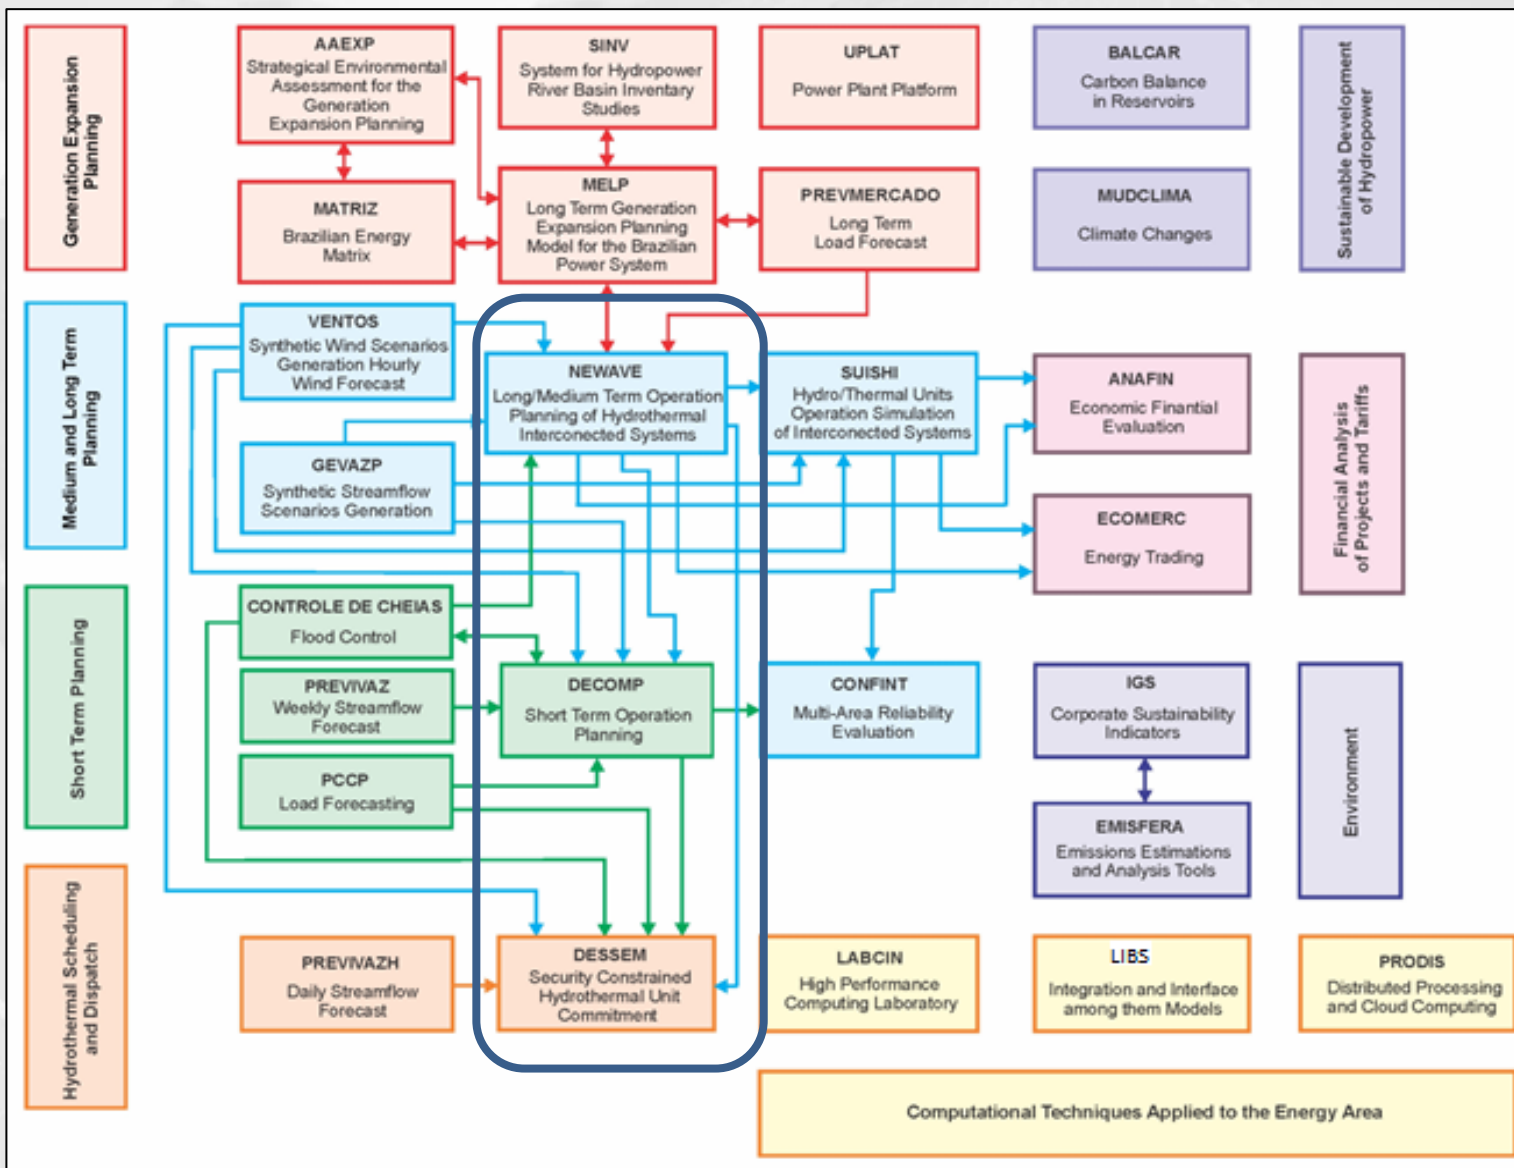 Generation Expansion
Planning
AAEXP
Strategical Environmental
Assessment for the
Generation
Expansion Planning
SINV
System for Hydropower
River Basin Inventary
Studies
UPLAT
Power Plant Platform
BALCAR
Carbon Balance
in Reservoirs
Sustainable Development
of Hydropower
MATRIZ
Brazilian Energy
Matrix
MELP
Long Term Generation
Expansion Planning
Model for the Brazilian
Power System
PREVMERCADO
Long Term
Load Forecast
MUDCLIMA
Climate Changes
Medium and Long Term
Planning
VENTOS
Synthetic Wind Scenarios
Generation Hourly
Wind Forecast
NEWAVE
Long/Medium Term Operation
Planning of Hydrothermal
Interconected Systems
SUISHI
Hydro/Thermal Units
Operation Simulation
of Interconected Systems
ANAFIN
Economic Finantial
Evaluation
Financial Analysis
of Projects and Tariffs
GEVAZP
Synthetic Streamflow
Scenarios Generation
ECOMERC
Energy Trading
Short Term Planning
CONTROLE DE CHEIAS
Flood Control
PREVIVAZ
Weekly Streamflow
Forecast
DECOMP
Short Term Operation
Planning
CONFINT
Multi-Area Reliability
Evaluation
IGS
Corporate Sustainability
Indicators
Environment
PCCP
Load Forecasting
EMISFERA
Emissions Estimations
and Analysis Tools
Hydrothermal Scheduling
and Dispatch
PREVIVAZH
Daily Streamflow
Forecast
DESSEM
Security Constrained
Hydrothermal Unit
Commitment
LABCIN
High Performance
Computing Laboratory
LIBS
Integration and Interface
among them Models
PRODIS
Distributed Processing
and Cloud Computing
Computational Techniques Applied to the Energy Area